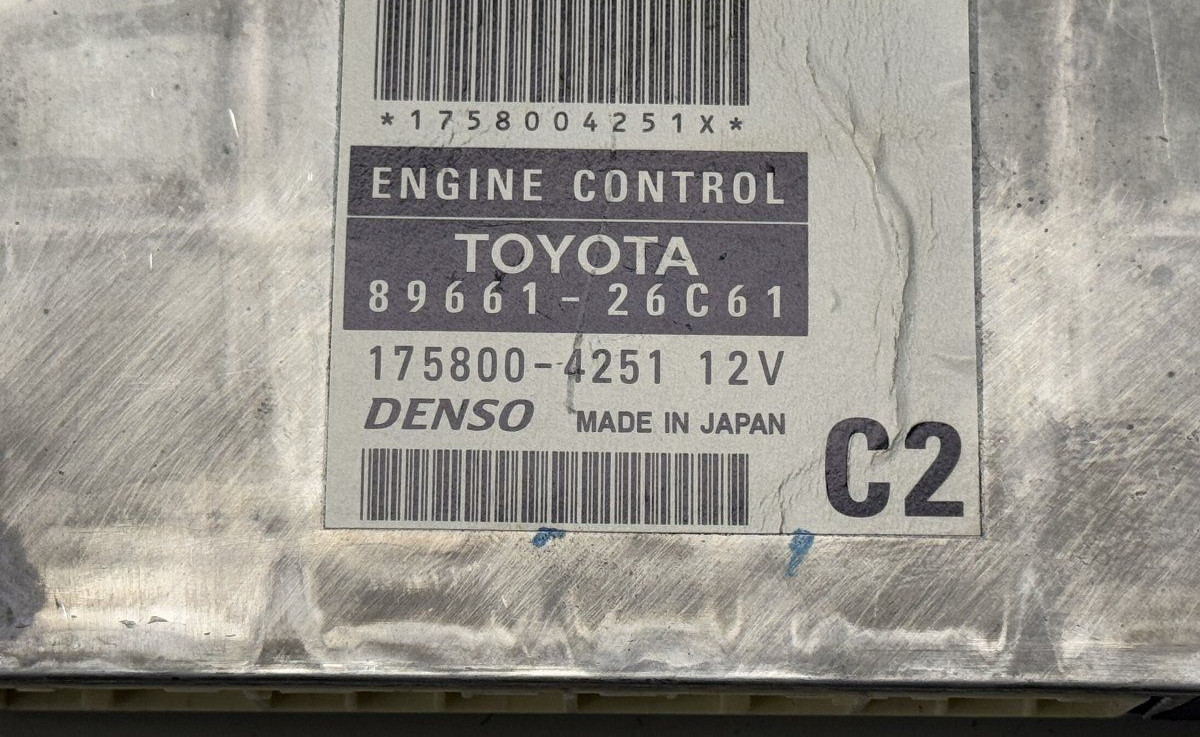 *1758004251X*
ENGINE CONTROL
TOYOTA
89661-26C61
175800-4251 12V
DENSO MADE IN JAPAN
C2